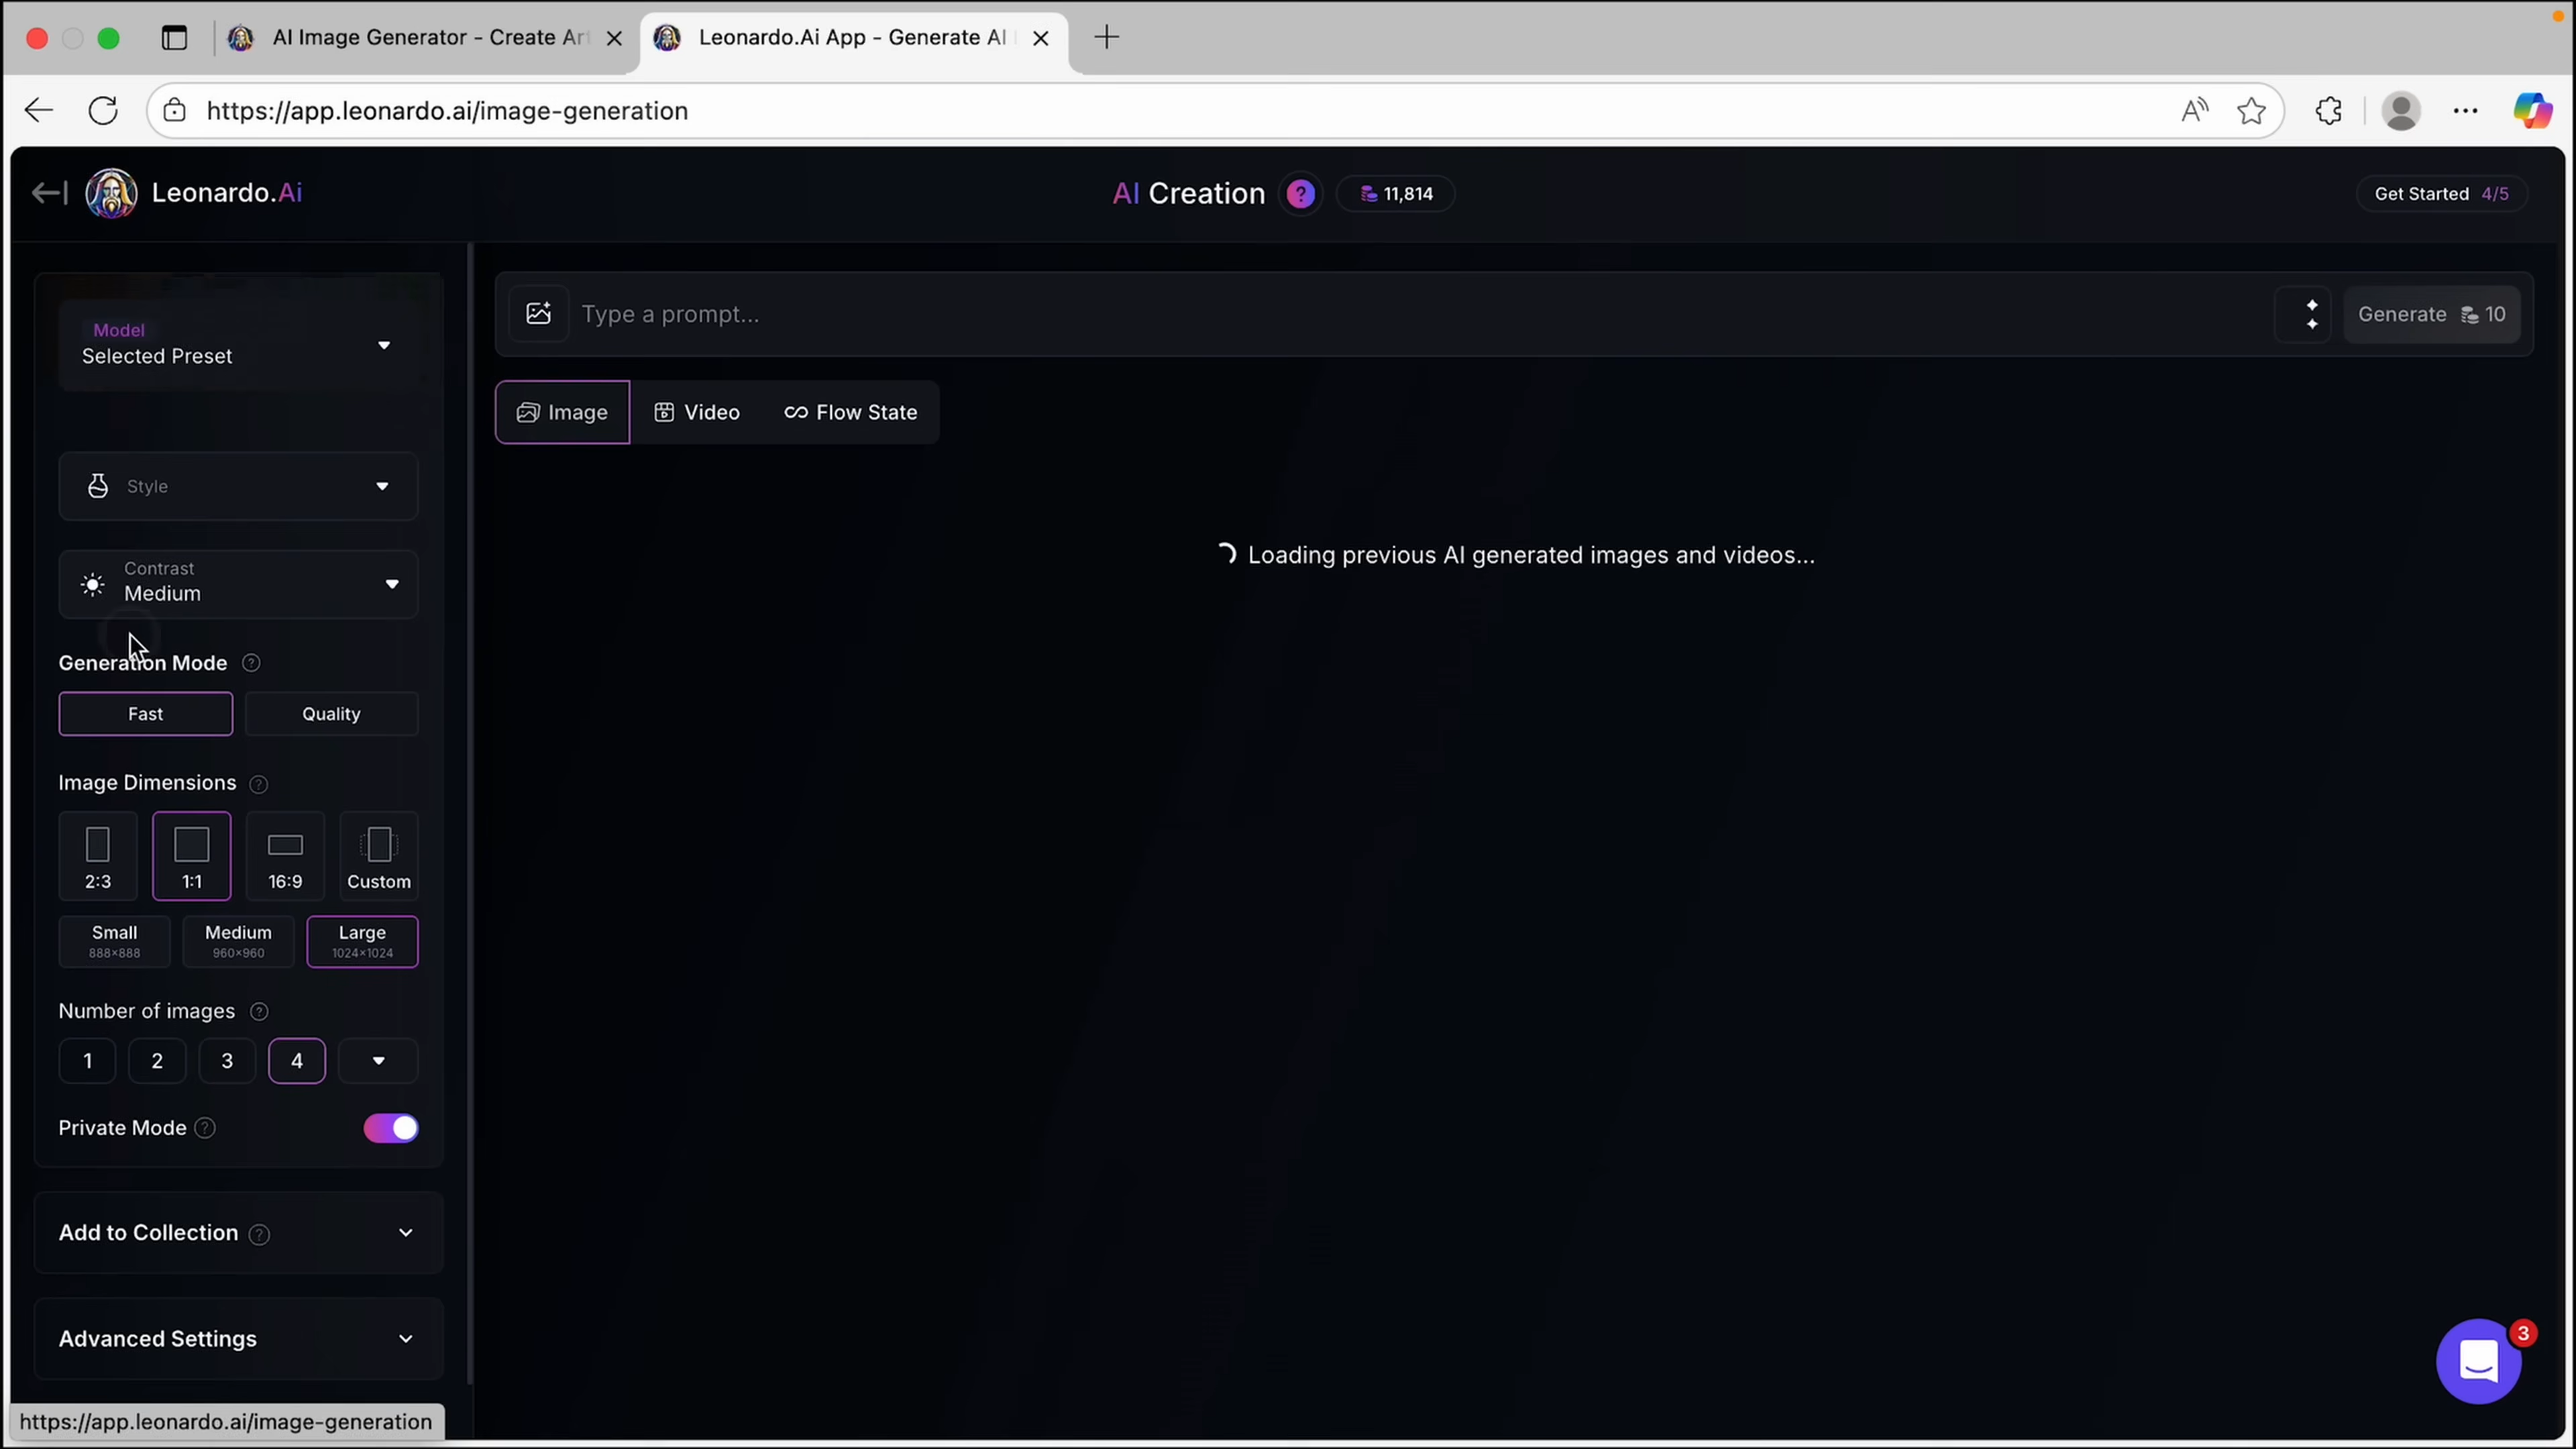 AI Image Generator - Create Art
Leonardo.Ai App - Generate AI
https://app.leonardo.ai/image-generation
Leonardo.Ai
AI Creation ? 11,814
Get Started 4/5
Model
Selected Preset
Type a prompt...
Generate 10
Image Video Flow State
Style
Loading previous AI generated images and videos...
Contrast
Medium
Generation Mode ?
Fast Quality
Image Dimensions ?
2:3 1:1 16:9 Custom
Small Medium Large
888×888 960×960 1024×1024
Number of images ?
1 2 3 4
Private Mode ?
Add to Collection ?
Advanced Settings
3
https://app.leonardo.ai/image-generation